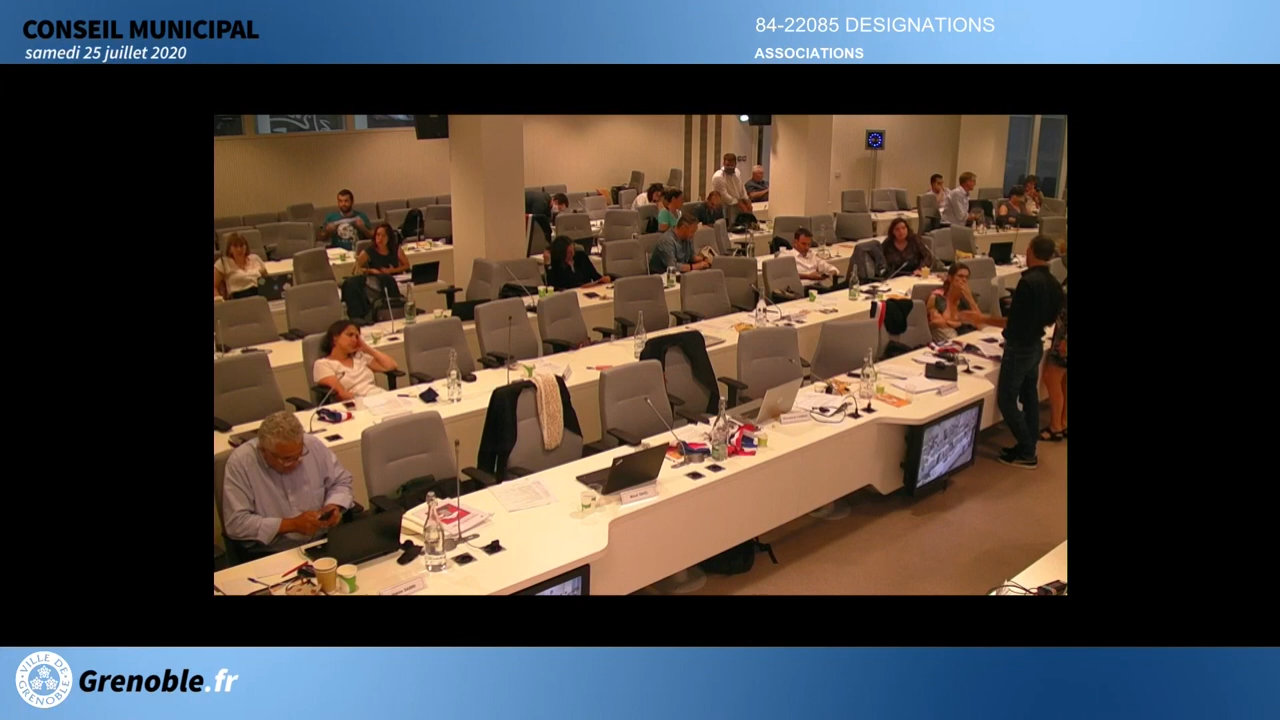 CONSEIL MUNICIPAL
samedi 25 juillet 2020
84-22085 DESIGNATIONS
ASSOCIATIONS
VILLE DE GRENOBLE
Grenoble.fr